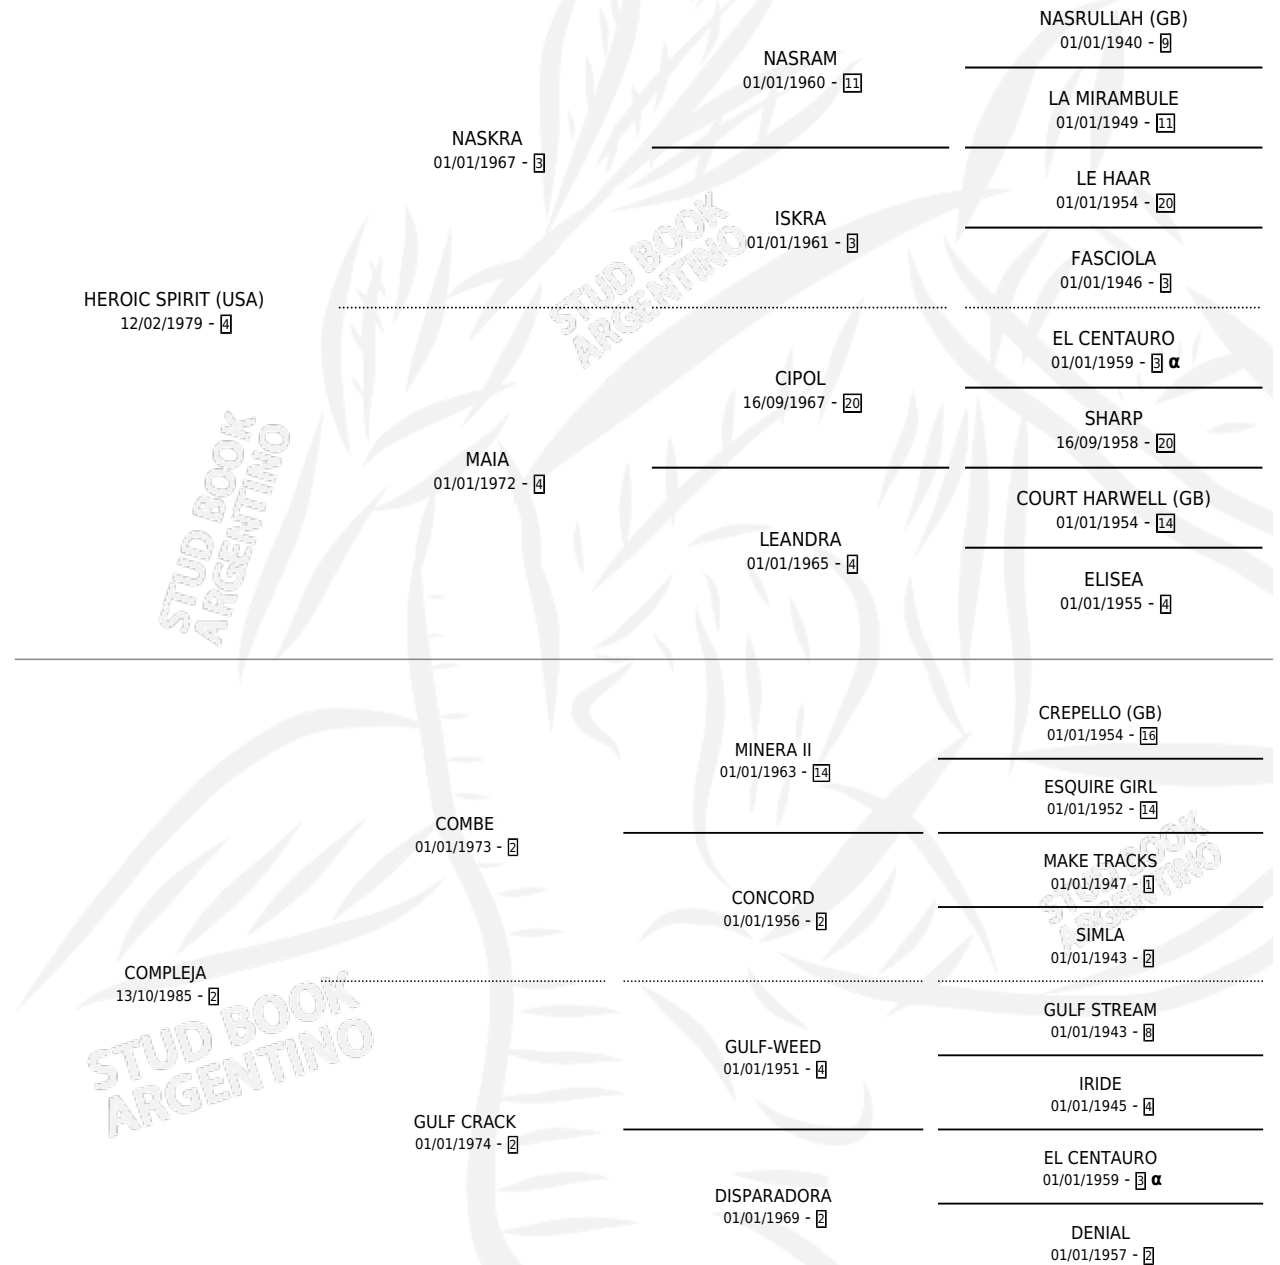 NASRULLAH (GB)
01/01/1940 - 9
NASRAM
01/01/1960 - 11
LA MIRAMBULE
01/01/1949 - 11
NASKRA
01/01/1967 - 3
LE HAAR
01/01/1954 - 20
ISKRA
01/01/1961 - 3
FASCIOLA
01/01/1946 - 3
HEROIC SPIRIT (USA)
12/02/1979 - 4
EL CENTAURO
01/01/1959 - 3 α
CIPOL
16/09/1967 - 20
SHARP
16/09/1958 - 20
MAIA
01/01/1972 - 4
COURT HARWELL (GB)
01/01/1954 - 14
LEANDRA
01/01/1965 - 4
ELISEA
01/01/1955 - 4
STUD BOOK
ARGENTINO
STUD BOOK
ARGENTINO
CREPELLO (GB)
01/01/1954 - 16
MINERA II
01/01/1963 - 14
ESQUIRE GIRL
01/01/1952 - 14
COMBE
01/01/1973 - 2
MAKE TRACKS
01/01/1947 - 1
CONCORD
01/01/1956 - 2
SIMLA
01/01/1943 - 2
COMPLEJA
13/10/1985 - 2
GULF STREAM
01/01/1943 - 8
GULF-WEED
01/01/1951 - 4
IRIDE
01/01/1945 - 4
GULF CRACK
01/01/1974 - 2
EL CENTAURO
01/01/1959 - 3 α
DISPARADORA
01/01/1969 - 2
DENIAL
01/01/1957 - 2
STUD BOOK
ARGENTINO
STUD BOOK
ARGENTINO